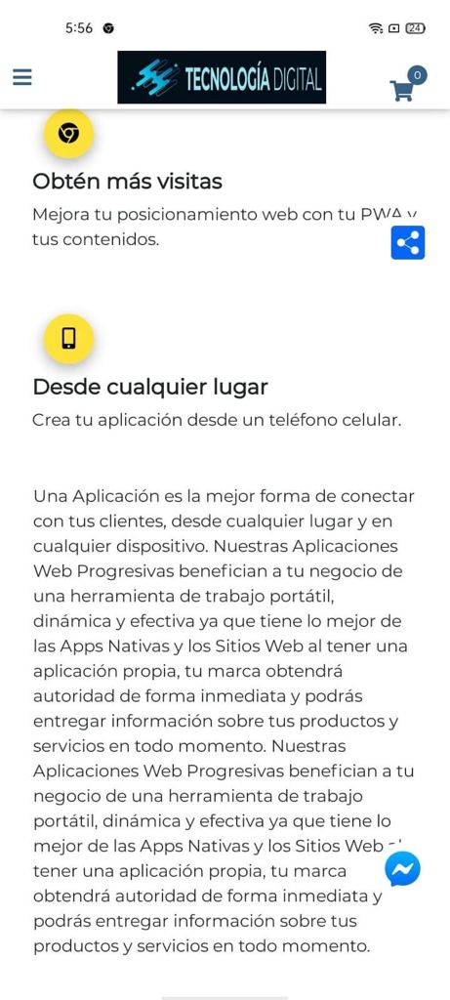 5:56
24
TECNOLOGÍA DIGITAL
0
Obtén más visitas
Mejora tu posicionamiento web con tu PWA y
tus contenidos.
Desde cualquier lugar
Crea tu aplicación desde un teléfono celular.
Una Aplicación es la mejor forma de conectar
con tus clientes, desde cualquier lugar y en
cualquier dispositivo. Nuestras Aplicaciones
Web Progresivas benefician a tu negocio de
una herramienta de trabajo portátil,
dinámica y efectiva ya que tiene lo mejor de
las Apps Nativas y los Sitios Web al tener una
aplicación propia, tu marca obtendrá
autoridad de forma inmediata y podrás
entregar información sobre tus productos y
servicios en todo momento. Nuestras
Aplicaciones Web Progresivas benefician a tu
negocio de una herramienta de trabajo
portátil, dinámica y efectiva ya que tiene lo
mejor de las Apps Nativas y los Sitios Web al
tener una aplicación propia, tu marca
obtendrá autoridad de forma inmediata y
podrás entregar información sobre tus
productos y servicios en todo momento.